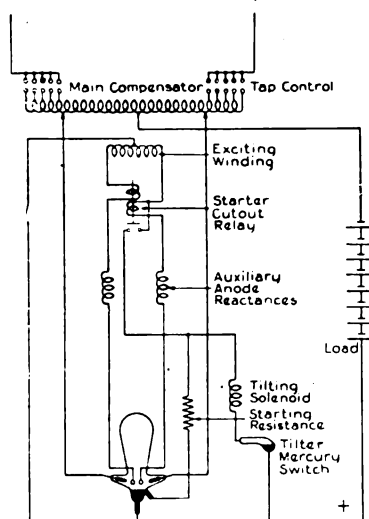 Main Compensator Tap Control
Exciting
Winding
Starter
Cutout
Relay
Auxiliary
Anode
Reactances
Load
Tilting
Solenoid
Starting
Resistance
Tilter
Mercury
Switch
+